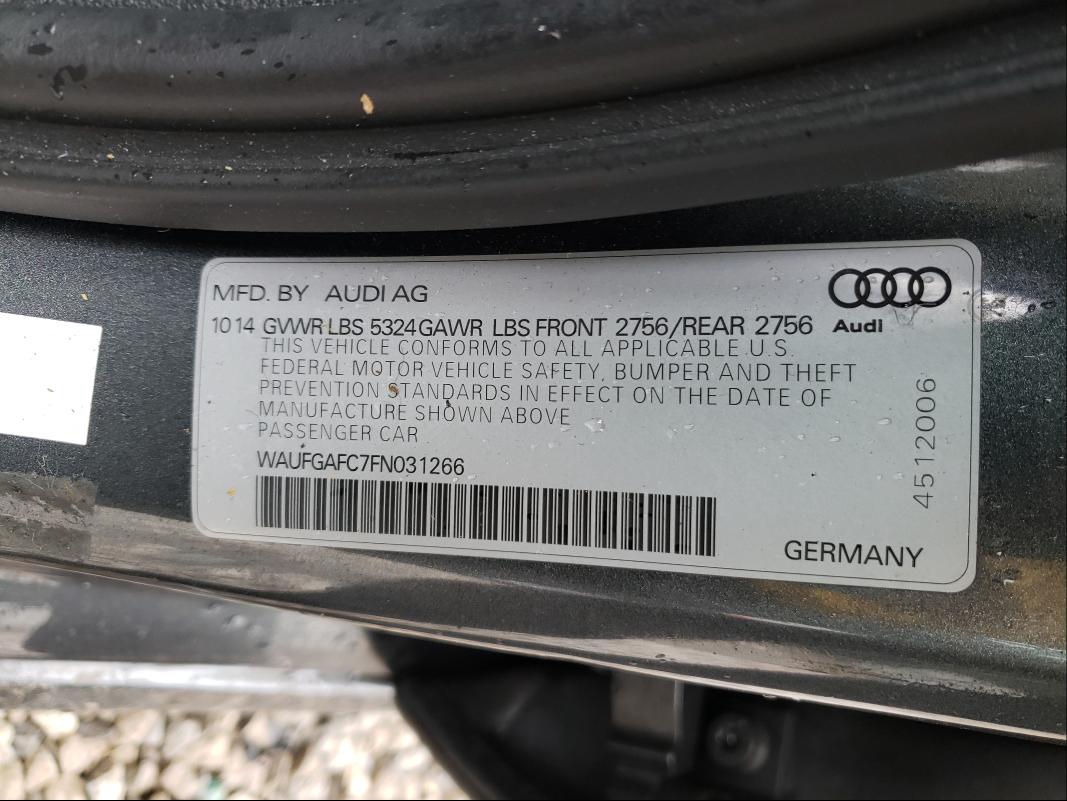 MFD. BY AUDI AG
1014 GVWR LBS 5324 GAWR LBS FRONT 2756/REAR 2756
Audi
THIS VEHICLE CONFORMS TO ALL APPLICABLE U.S.
FEDERAL MOTOR VEHICLE SAFETY, BUMPER AND THEFT
PREVENTION STANDARDS IN EFFECT ON THE DATE OF
MANUFACTURE SHOWN ABOVE
PASSENGER CAR
WAUFGAFC7FN031266
4512006
GERMANY